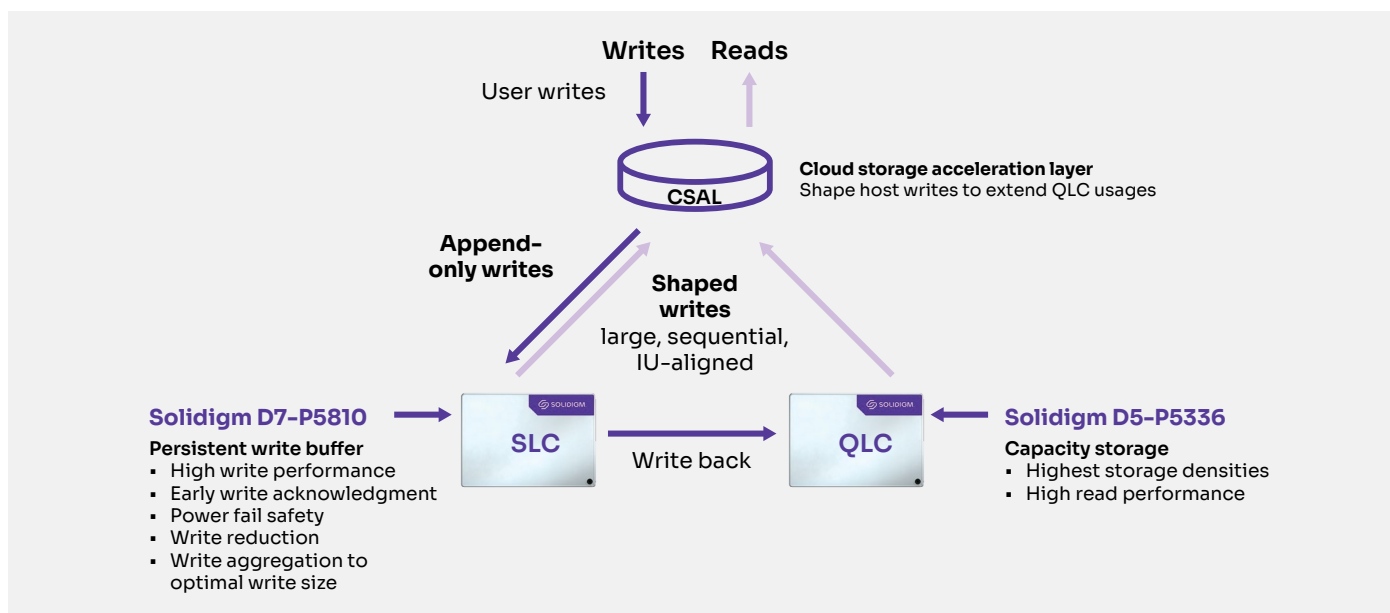 Writes Reads
User writes
Cloud storage acceleration layer
Shape host writes to extend QLC usages
CSAL
Append-
only writes
Shaped
writes
large, sequential,
IU-aligned
SOLIDIGM
SLC
SOLIDIGM
QLC
Write back
Solidigm D7-P5810
Persistent write buffer
▪ High write performance
▪ Early write acknowledgment
▪ Power fail safety
▪ Write reduction
▪ Write aggregation to
optimal write size
Solidigm D5-P5336
Capacity storage
▪ Highest storage densities
▪ High read performance